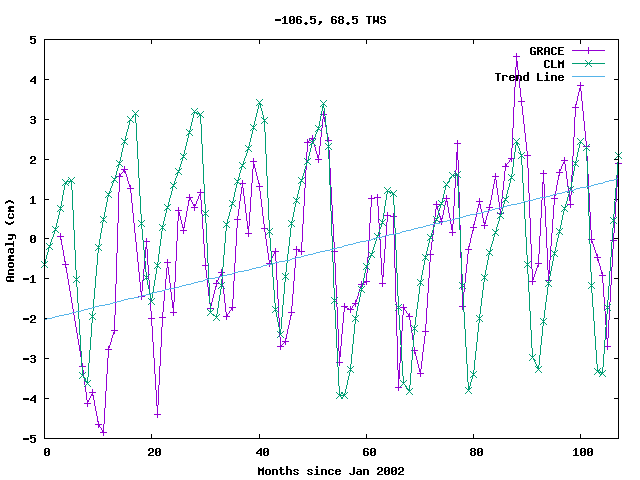 -106.5, 68.5 TWS
GRACE
CLM
Trend Line
5
4
3
2
1
0
-1
-2
-3
-4
-5
Anomaly (cm)
0 20 40 60 80 100
Months since Jan 2002